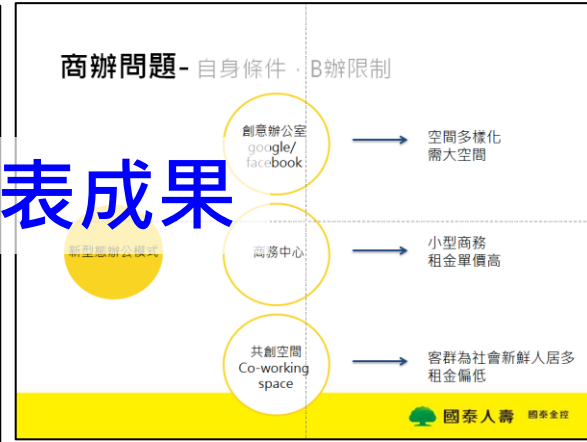 商辦問題- 自身條件‧B辦限制
創意辦公室
google/
facebook
空間多樣化
需大空間
表成果
新型態辦公模式
商務中心
小型商務
租金單價高
共創空間
Co-working
space
客群為社會新鮮人居多
租金偏低
國泰人壽 國泰金控